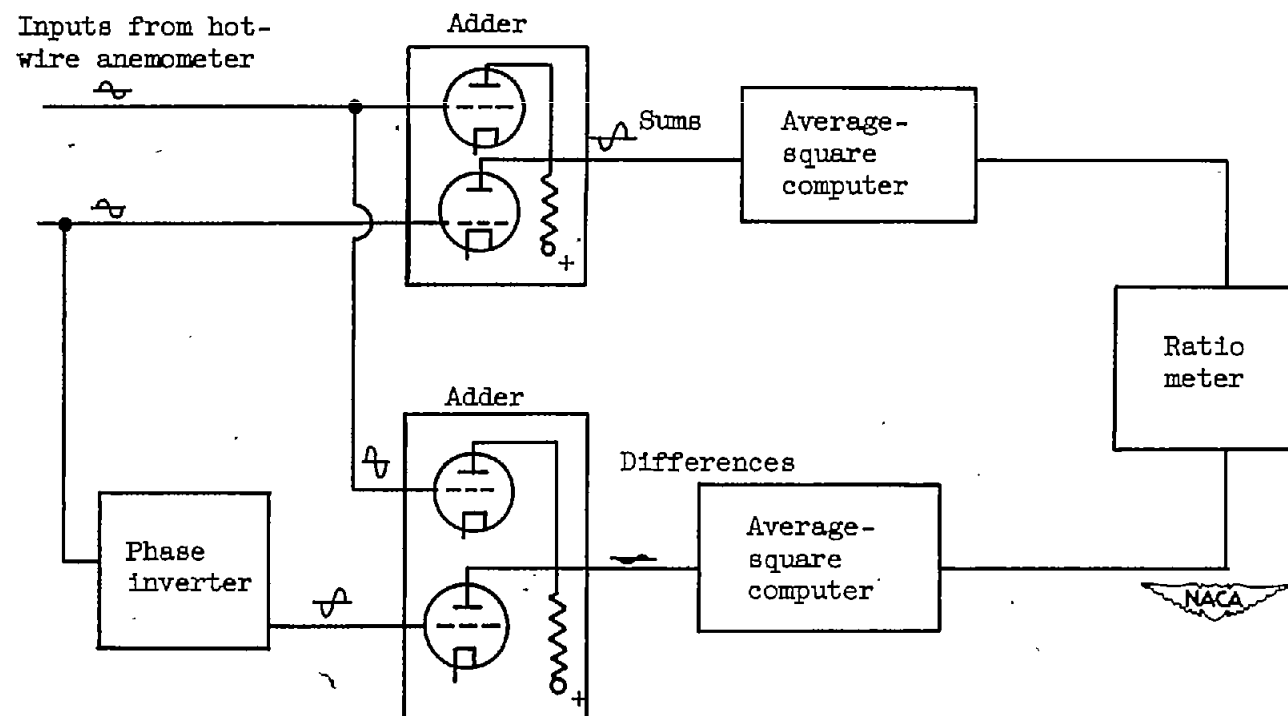 Inputs from hot-
wire anemometer
Adder
Sums
Average-
square
computer
+
Ratio
meter
Adder
Differences
Average-
square
computer
Phase
inverter
NACA
+